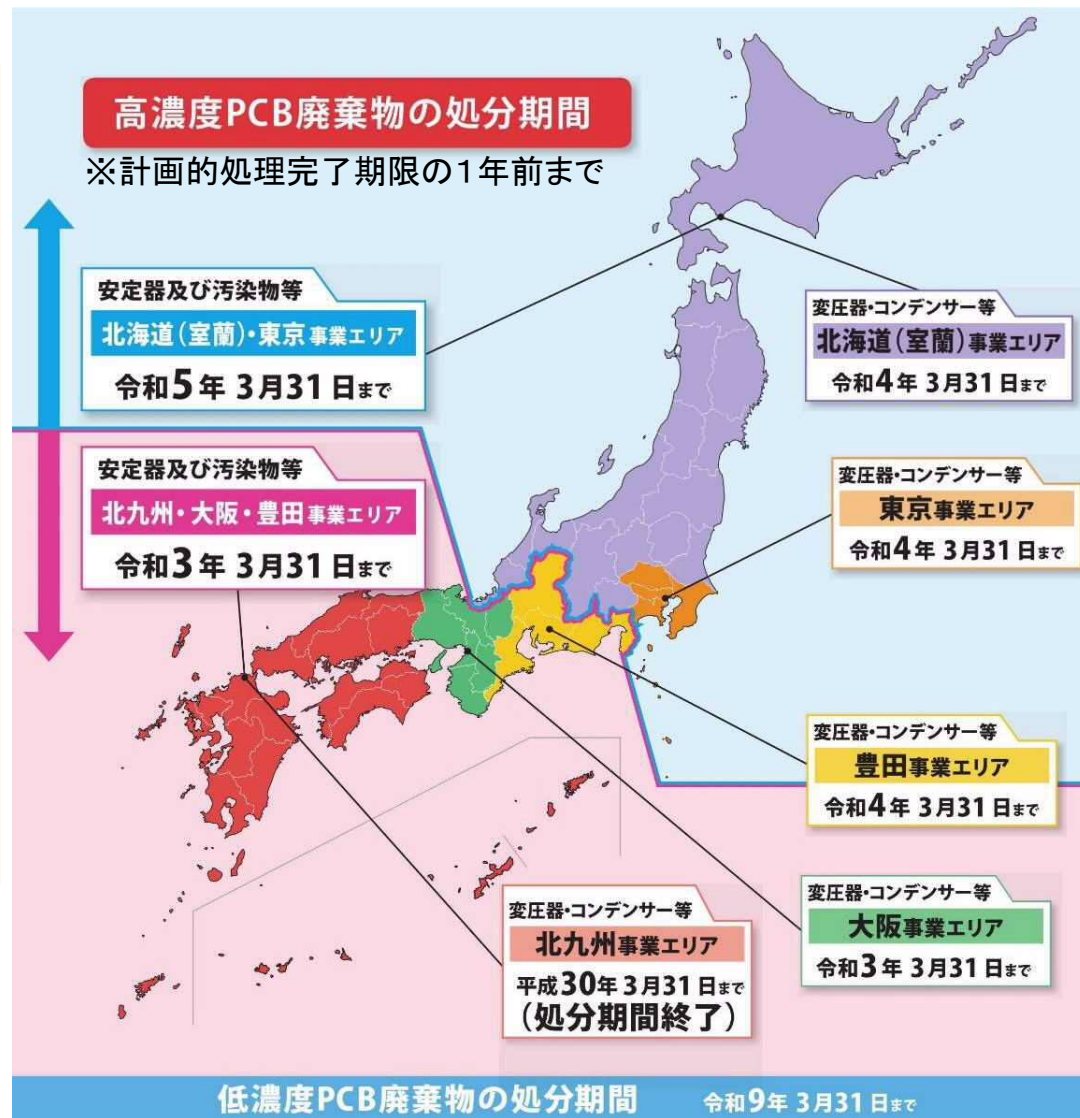 高濃度PCB廃棄物の処分期間
※計画的処理完了期限の1年前まで
安定器及び汚染物等
北海道(室蘭)・東京事業エリア
令和5年 3月31日まで
変圧器・コンデンサー等
北海道(室蘭)事業エリア
令和4年 3月31日まで
安定器及び汚染物等
北九州・大阪・豊田事業エリア
令和3年 3月31日まで
変圧器・コンデンサー等
東京事業エリア
令和4年 3月31日まで
変圧器・コンデンサー等
豊田事業エリア
令和4年 3月31日まで
変圧器・コンデンサー等
大阪事業エリア
令和3年 3月31日まで
変圧器・コンデンサー等
北九州事業エリア
平成30年 3月31日まで
(処分期間終了)
低濃度PCB廃棄物の処分期間 令和9年 3月31日まで